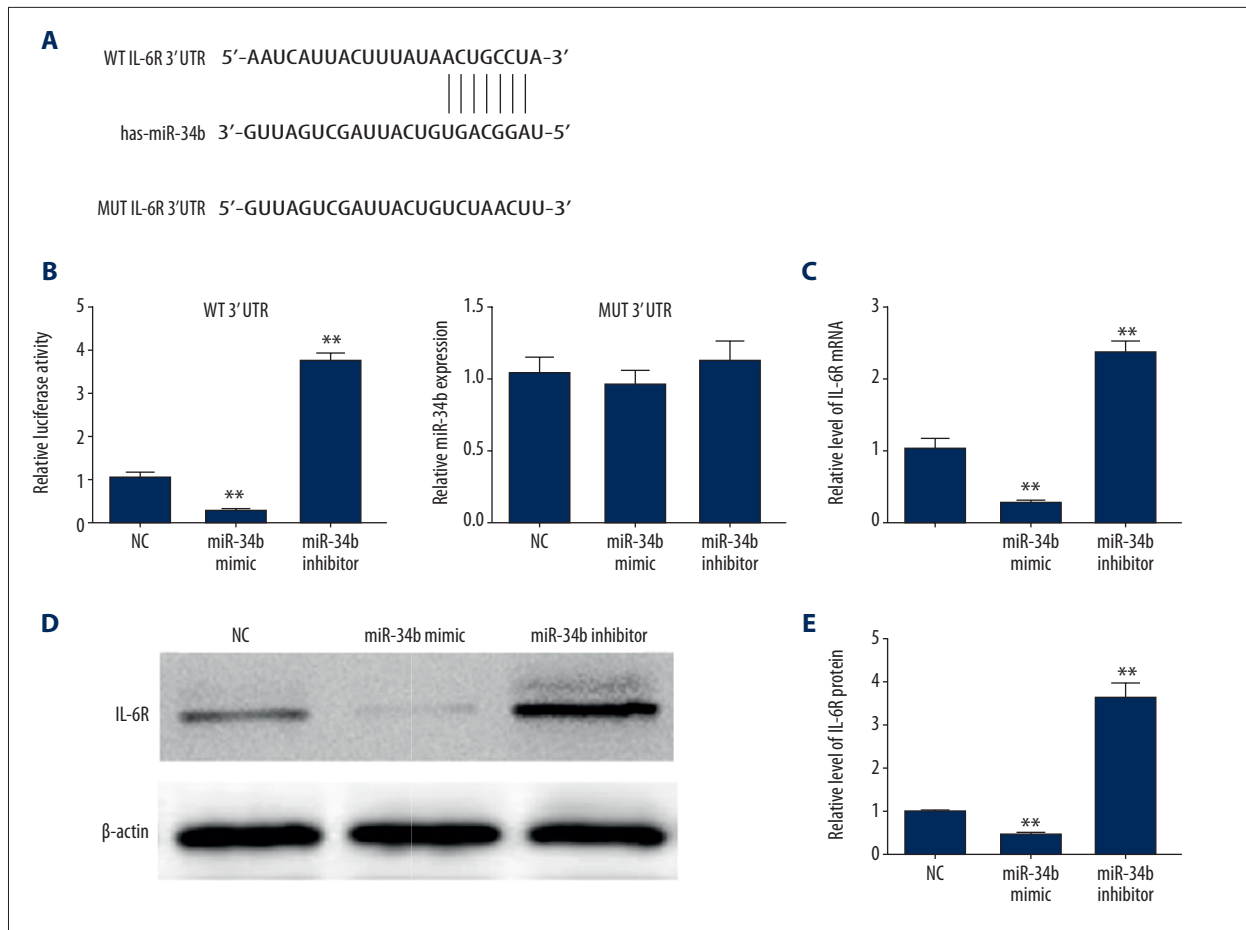 A
WT IL-6R 3′UTR 5′-AAUCAUUACUUUAUAACUGCCUA-3′
has-miR-34b 3′-GUUAGUCGAUUACUGUGACGGAU-5′
MUT IL-6R 3′UTR 5′-GUUAGUCGAUUACUGUCUAACUU-3′
B
WT 3′UTR
Relative luciferase ativity
5
4
3
2
1
0
**
**
NC
miR-34b
mimic
miR-34b
inhibitor
MUT 3′UTR
Relative miR-34b expression
1.5
1.0
0.5
0.0
NC
miR-34b
mimic
miR-34b
inhibitor
C
Relative level of IL-6R mRNA
3
2
1
0
**
**
miR-34b
mimic
miR-34b
inhibitor
D
NC miR-34b mimic miR-34b inhibitor
IL-6R
β-actin
E
Relative level of IL-6R protein
5
4
3
2
1
0
**
**
NC
miR-34b
mimic
miR-34b
inhibitor